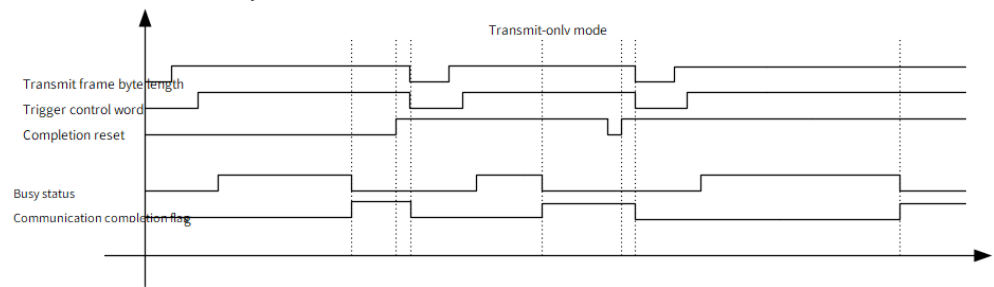 Transmit-only mode
Transmit frame byte length
Trigger control word
Completion reset
Busy status
Communication completion flag